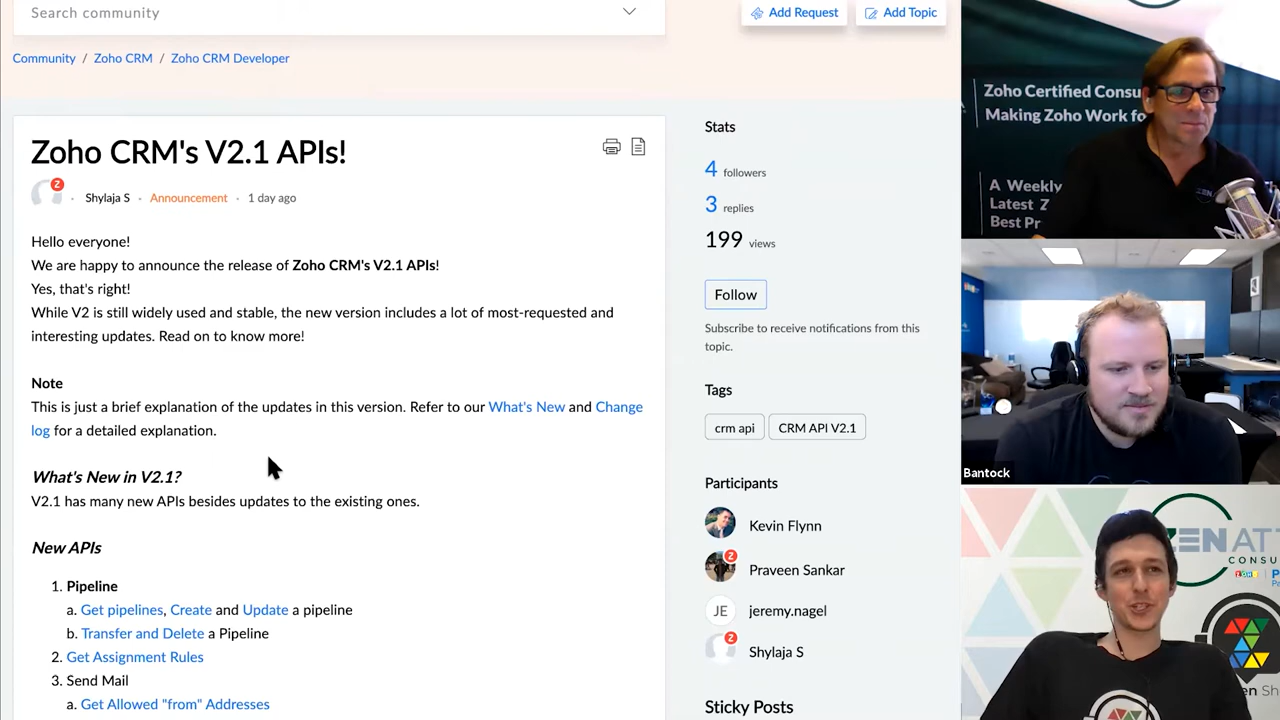 Search community
Add Request
Add Topic
Community / Zoho CRM / Zoho CRM Developer
Zoho CRM's V2.1 APIs!
Z
· Shylaja S · Announcement · 1 day ago
Hello everyone!
We are happy to announce the release of Zoho CRM's V2.1 APIs!
Yes, that's right!
While V2 is still widely used and stable, the new version includes a lot of most-requested and
interesting updates. Read on to know more!
Note
This is just a brief explanation of the updates in this version. Refer to our What's New and Change
log for a detailed explanation.
What's New in V2.1?
V2.1 has many new APIs besides updates to the existing ones.
New APIs
1. Pipeline
a. Get pipelines, Create and Update a pipeline
b. Transfer and Delete a Pipeline
2. Get Assignment Rules
3. Send Mail
a. Get Allowed "from" Addresses
Stats
4 followers
3 replies
199 views
Follow
Subscribe to receive notifications from this
topic.
Tags
crm api
CRM API V2.1
Participants
Kevin Flynn
Z
Praveen Sankar
JE
jeremy.nagel
Z
Shylaja S
Sticky Posts
Zoho Certified Consu
Making Zoho Work fo
A Weekly
Latest Z
Best Pr
ZEN
Bantock
ZEN ATT
CONSU
ZOHO
en Sh